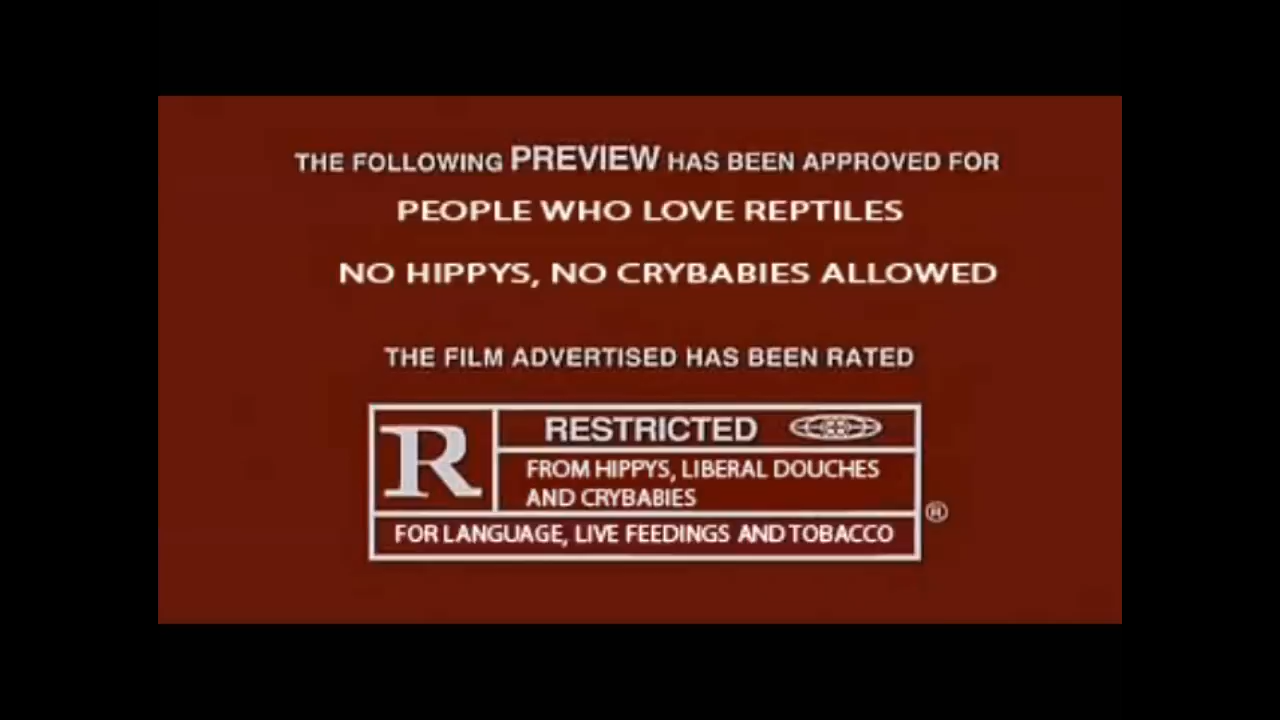 THE FOLLOWING PREVIEW HAS BEEN APPROVED FOR
PEOPLE WHO LOVE REPTILES
NO HIPPYS, NO CRYBABIES ALLOWED
THE FILM ADVERTISED HAS BEEN RATED
R
RESTRICTED
FROM HIPPYS, LIBERAL DOUCHES
AND CRYBABIES
FOR LANGUAGE, LIVE FEEDINGS AND TOBACCO
®